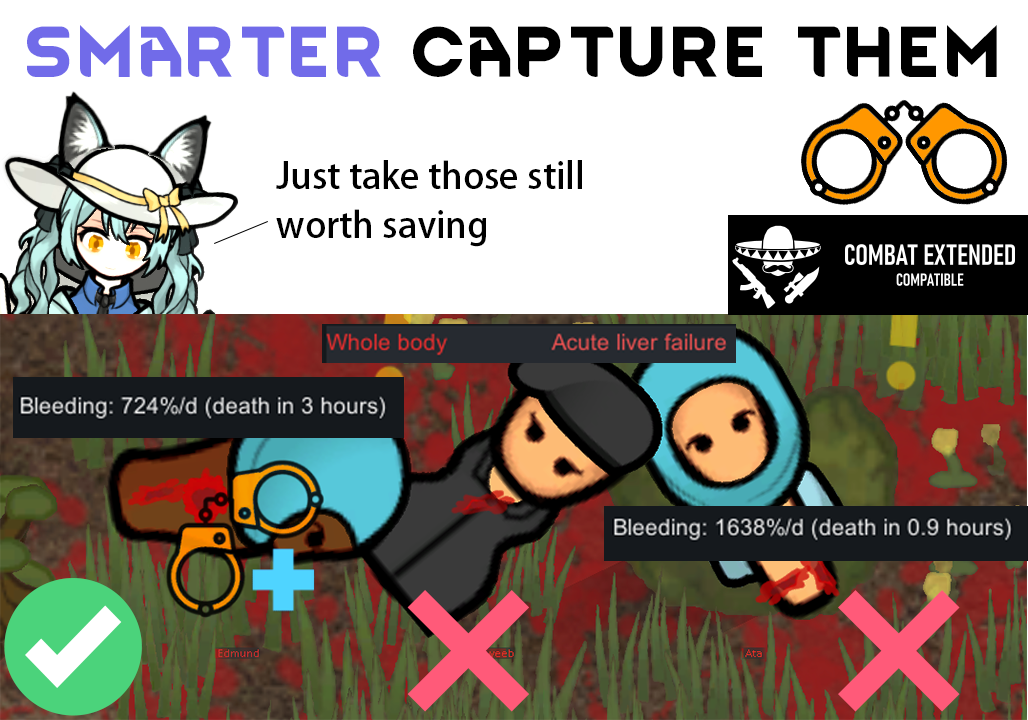 SMARTER CAPTURE THEM
Just take those still
worth saving
COMBAT EXTENDED
COMPATIBLE
Whole body Acute liver failure
Bleeding: 724%/d (death in 3 hours)
Bleeding: 1638%/d (death in 0.9 hours)
Edmund
Ata